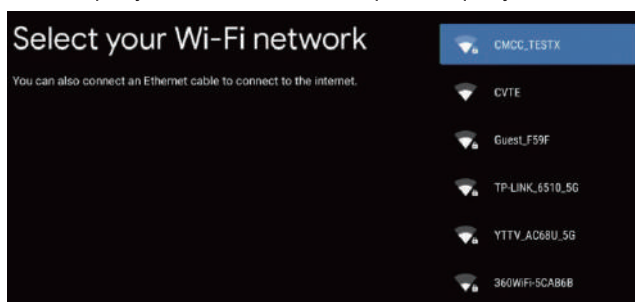 Select your Wi-Fi network
You can also connect an Ethernet cable to connect to the internet.
CMCC_TESTX
CVTE
Guest_F59F
TP-LINK_6510_5G
YTTV_AC68U_5G
360WiFi-5CAB6B